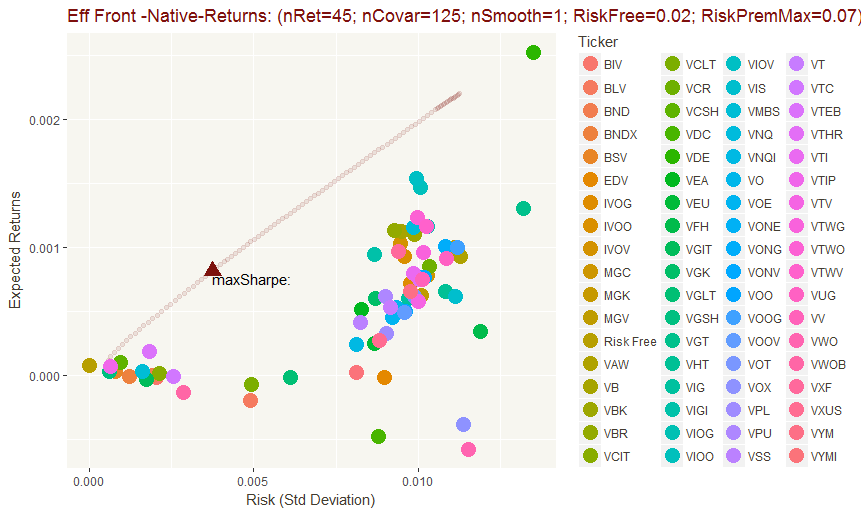 Eff Front -Native-Returns: (nRet=45; nCovar=125; nSmooth=1; RiskFree=0.02; RiskPremMax=0.07)
Expected Returns
0.002
0.001
0.000
maxSharpe:
0.000 0.005 0.010
Risk (Std Deviation)
Ticker
BIV VCLT VIOV VT
BLV VCR VIS VTC
BND VCSH VMBS VTEB
BNDX VDC VNQ VTHR
BSV VDE VNQI VTI
EDV VEA VO VTIP
IVOG VEU VOE VTV
IVOO VFH VONE VTWG
IVOV VGIT VONG VTWO
MGC VGK VONV VTWV
MGK VGLT VOO VUG
MGV VGSH VOOG VV
Risk Free VGT VOOV VWO
VAW VHT VOT VWOB
VB VIG VOX VXF
VBK VIGI VPL VXUS
VBR VIOG VPU VYM
VCIT VIOO VSS VYMI